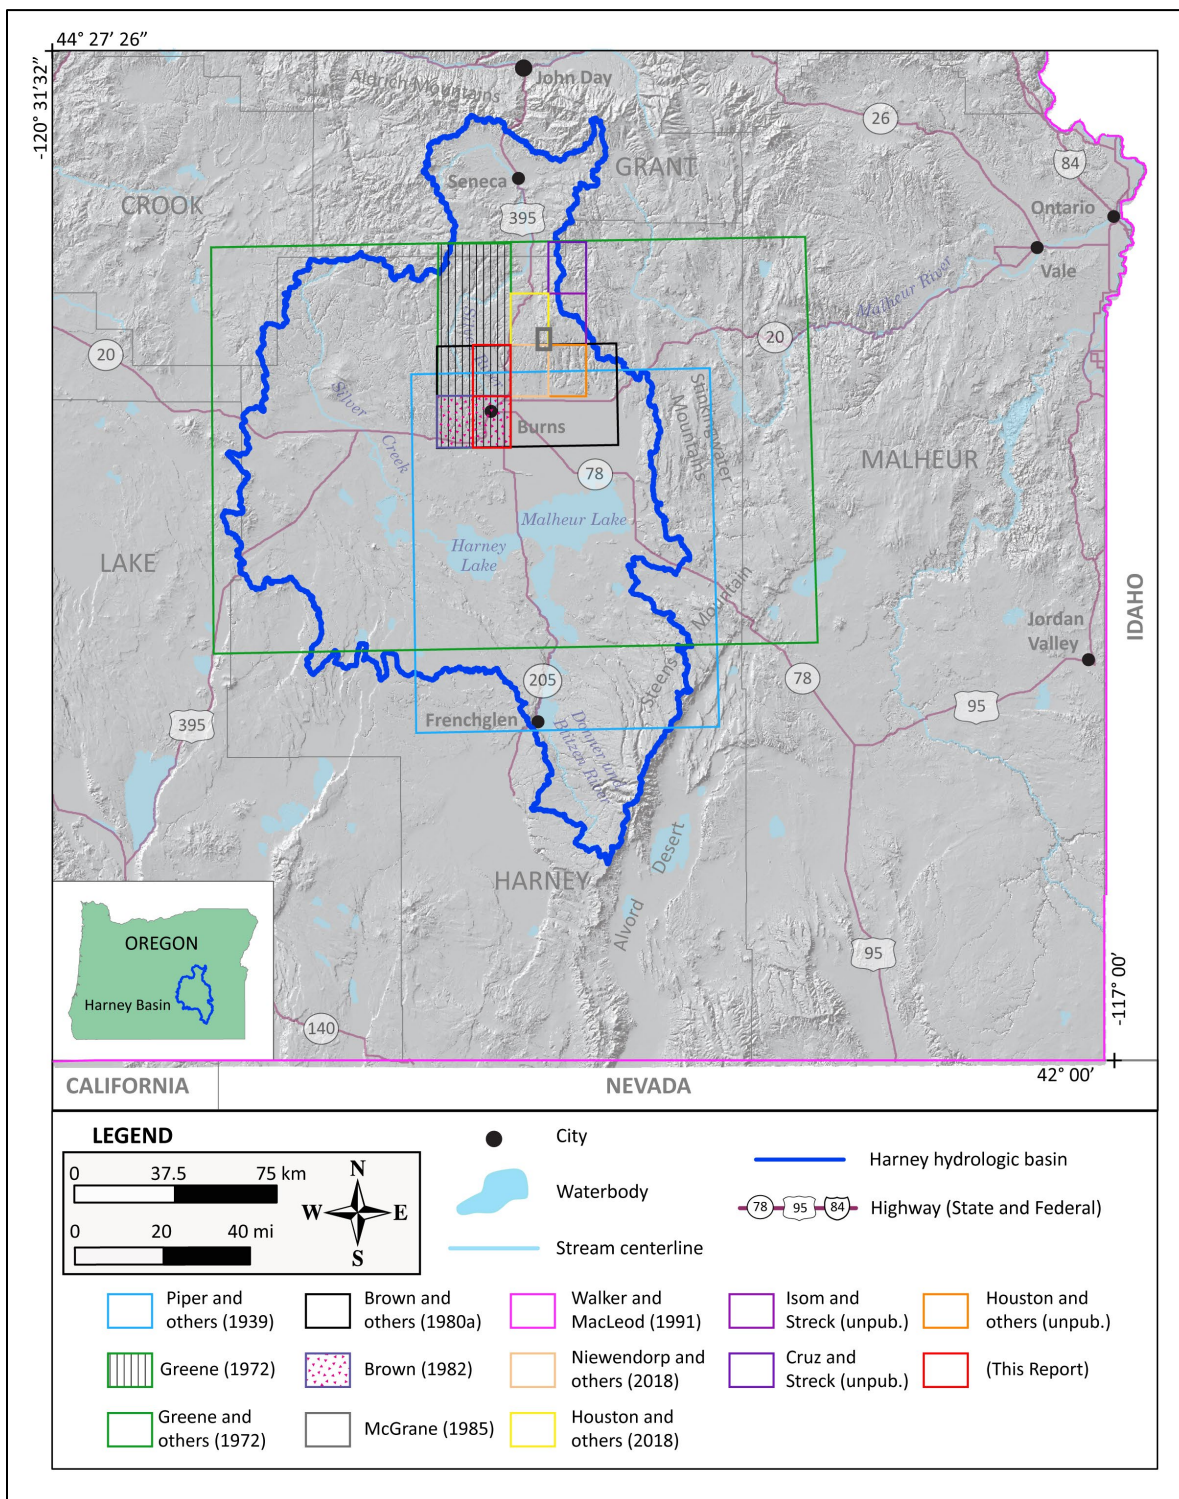 44° 27’ 26”
-120° 31’32”
John Day
Aldrich Mountains
26
GRANT
84
Seneca
CROOK
395
Ontario
Vale
Malheur River
Silvies River
20
20
Silver
Creek
Stinkingwater
Mountains
Burns
MALHEUR
78
Malheur Lake
Harney
Lake
LAKE
Steens Mountain
IDAHO
Jordan
Valley
205
78
95
395
Frenchglen
Donner und
Blitzen River
Desert
HARNEY
Alvord
95
OREGON
Harney Basin
140
-117° 00’
42° 00’
CALIFORNIA
NEVADA
LEGEND
0 37.5 75 km
0 20 40 mi
N
W E
S
City
Waterbody
Stream centerline
Harney hydrologic basin
78 95 84 Highway (State and Federal)
Piper and
others (1939)
Brown and
others (1980a)
Walker and
MacLeod (1991)
Isom and
Streck (unpub.)
Houston and
others (unpub.)
Greene (1972)
Brown (1982)
Niewendorp and
others (2018)
Cruz and
Streck (unpub.)
(This Report)
Greene and
others (1972)
McGrane (1985)
Houston and
others (2018)